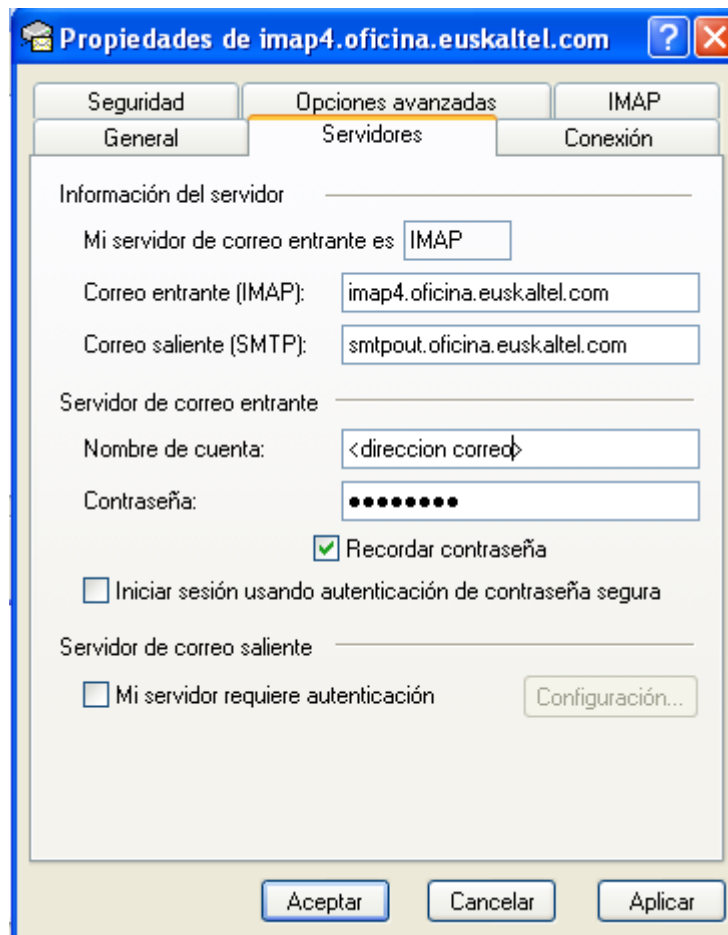 Propiedades de imap4.oficina.euskaltel.com
Seguridad Opciones avanzadas IMAP
General Servidores Conexión
Información del servidor
Mi servidor de correo entrante es IMAP
Correo entrante (IMAP): imap4.oficina.euskaltel.com
Correo saliente (SMTP): smtpout.oficina.euskaltel.com
Servidor de correo entrante
Nombre de cuenta: <direccion correo>
Contraseña: ●●●●●●●●
Recordar contraseña
Iniciar sesión usando autenticación de contraseña segura
Servidor de correo saliente
Mi servidor requiere autenticación Configuración...
Aceptar Cancelar Aplicar